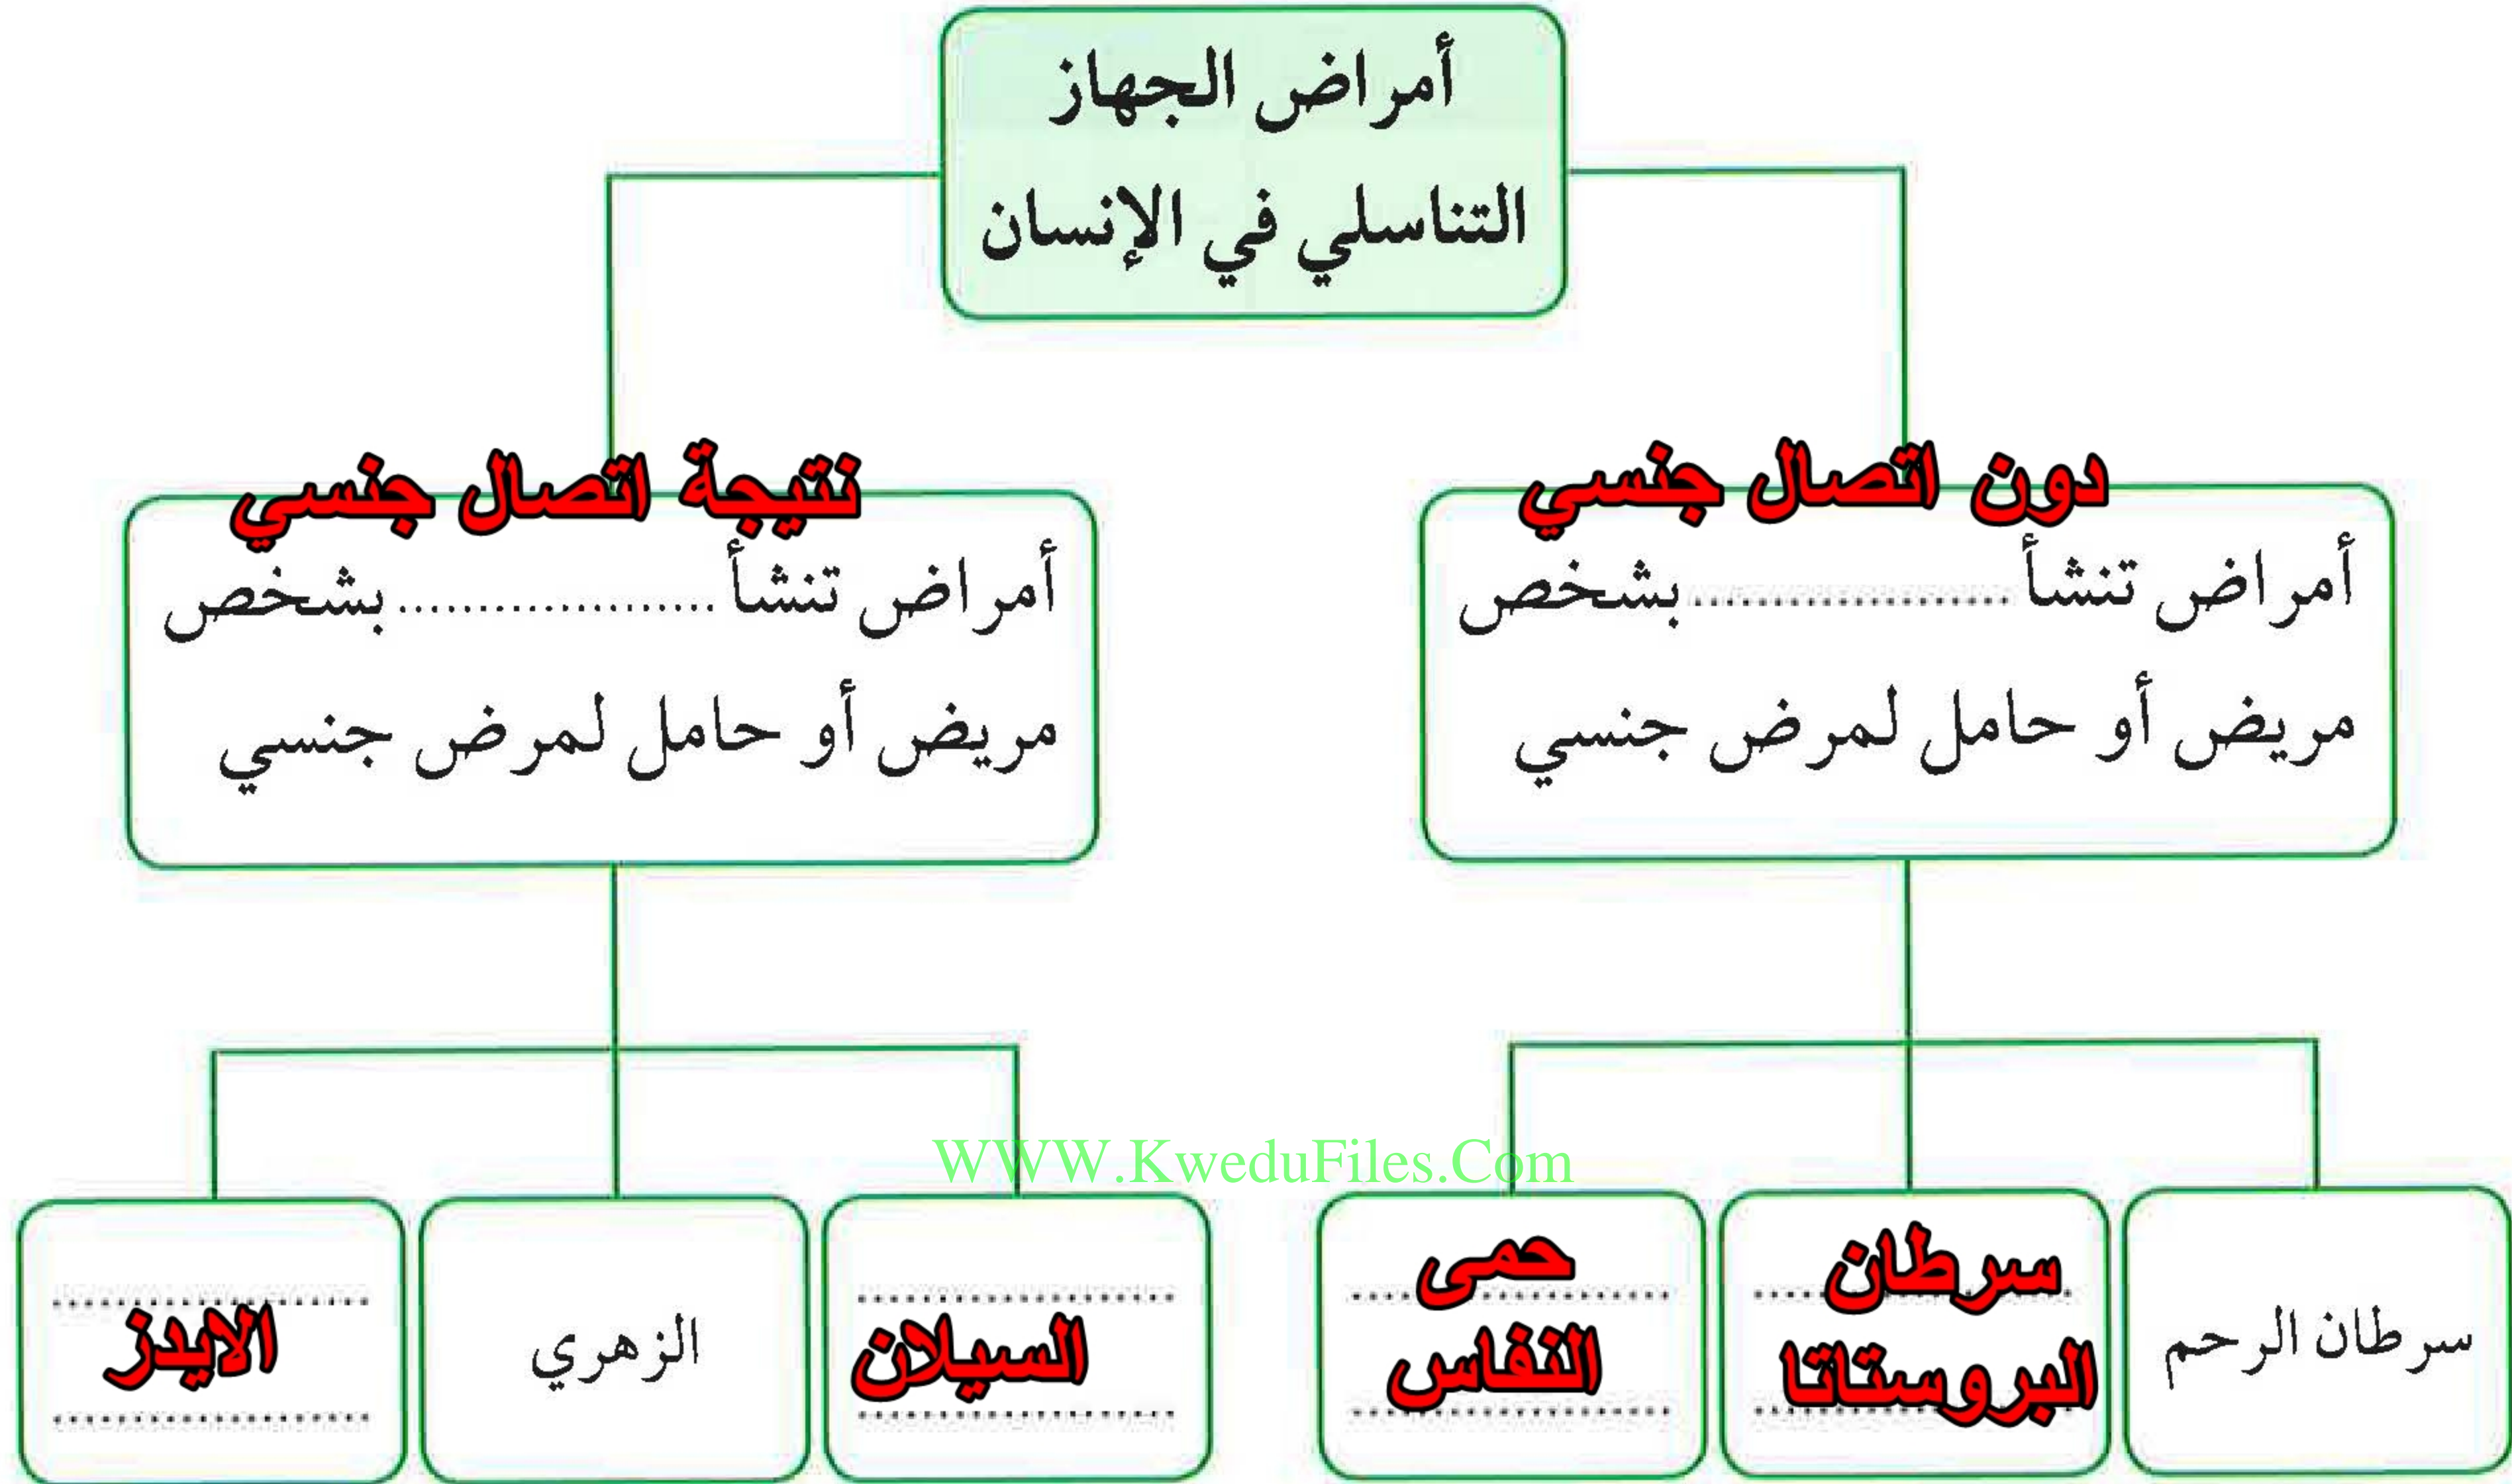 أمراض الجهاز
التناسلي في الإنسان
دون اتصال جنسي
أمراض تنشأ .................... بشخص
مريض أو حامل لمرض جنسي
نتيجة اتصال جنسي
أمراض تنشأ .................... بشخص
مريض أو حامل لمرض جنسي
WWW.KweduFiles.Com
سرطان الرحم
سرطان
البروستاتا
حمى
النفاس
السيلان
الزهري
الايدز